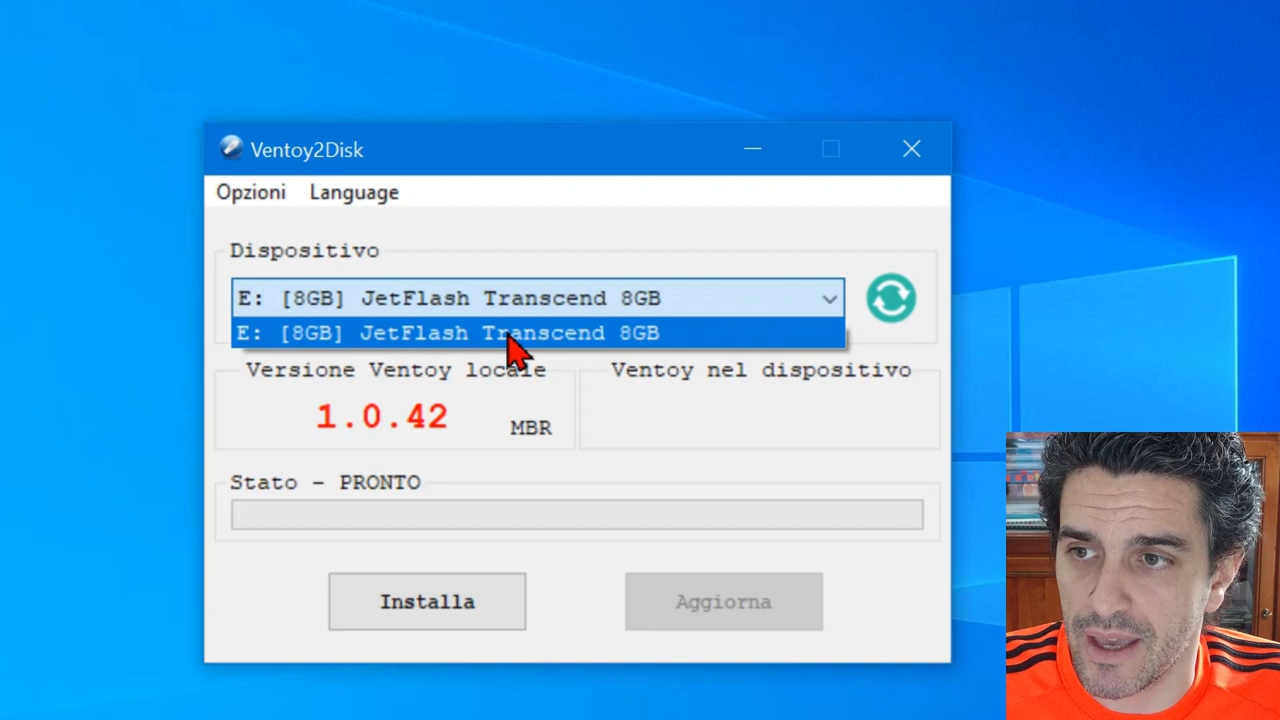 Ventoy2Disk
Opzioni Language
Dispositivo
E: [8GB] JetFlash Transcend 8GB
E: [8GB] JetFlash Transcend 8GB
Versione Ventoy locale
1.0.42 MBR
Ventoy nel dispositivo
Stato - PRONTO
Installa Aggiorna